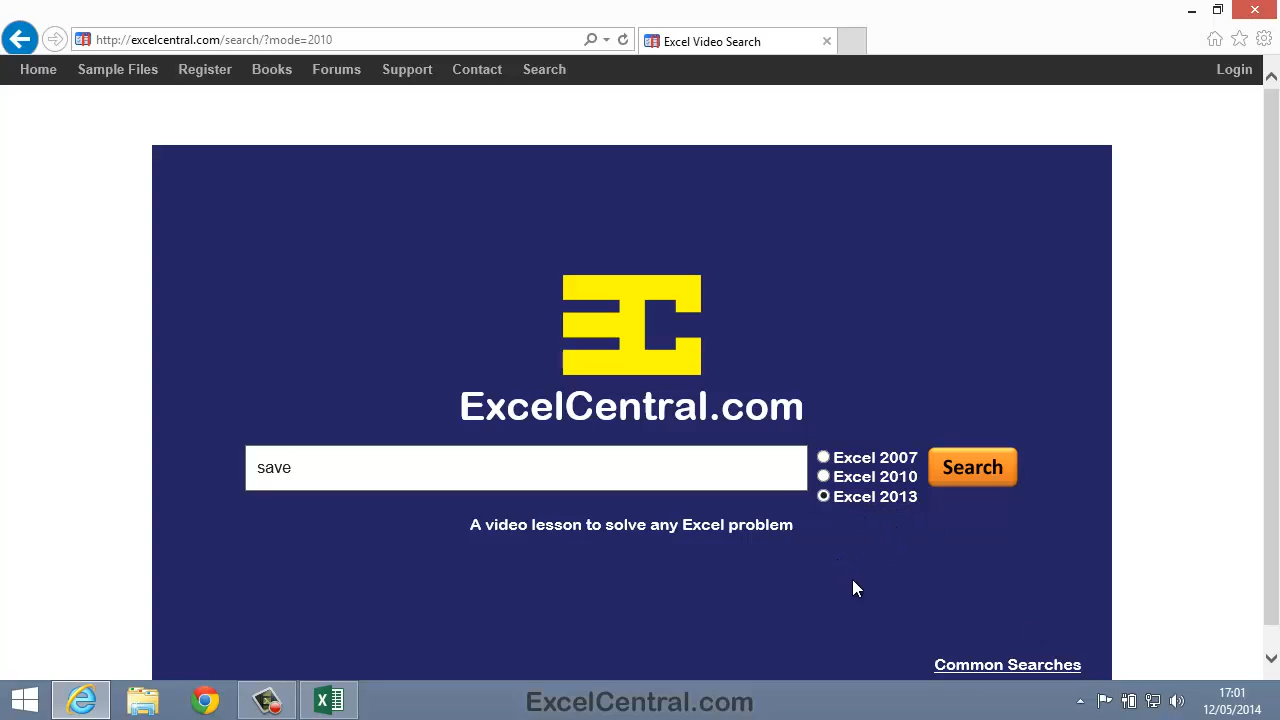 http://excelcentral.com/search/?mode=2010
Excel Video Search
Home Sample Files Register Books Forums Support Contact Search Login
EC
ExcelCentral.com
save
Excel 2007
Excel 2010
Excel 2013
Search
A video lesson to solve any Excel problem
Common Searches
ExcelCentral.com
17:01
12/05/2014